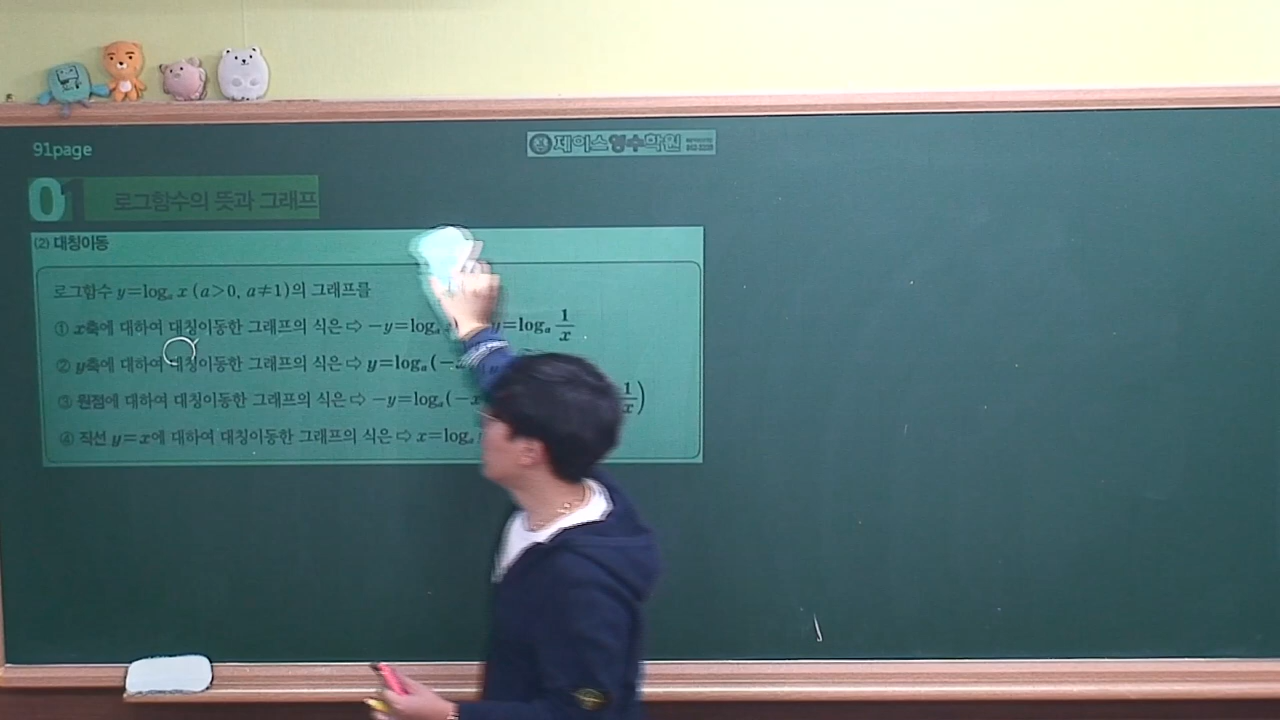 91page
제이스영수학원
01 로그함수의 뜻과 그래프
(2) 대칭이동
로그함수 y=logₐ x (a>0, a≠1)의 그래프를
① x축에 대하여 대칭이동한 그래프의 식은 ⇨ −y=logₐ y=logₐ 1/x
② y축에 대하여 대칭이동한 그래프의 식은 ⇨ y=logₐ(−x
③ 원점에 대하여 대칭이동한 그래프의 식은 ⇨ −y=logₐ(−x 1/x)
④ 직선 y=x에 대하여 대칭이동한 그래프의 식은 ⇨ x=logₐ